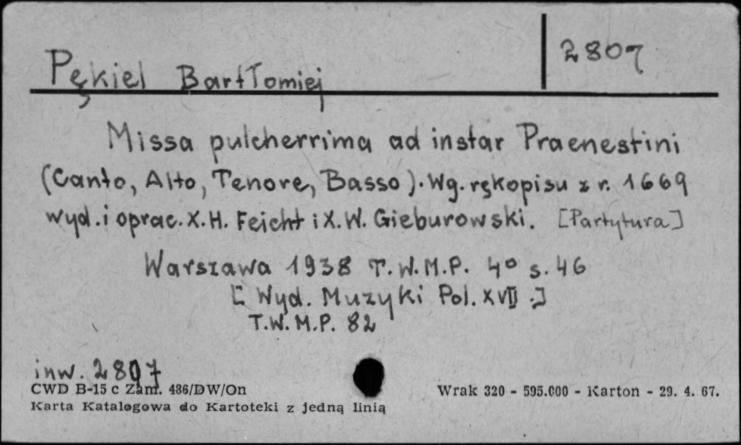 2807
Pękiel Bartłomiej
Missa pulcherrima ad instar Praenestini
(Canto, Alto, Tenore, Basso). Wg. rękopisu z r. 1669
wyd. i oprac. X.H. Feicht i X.W. Gieburowski. [Partytura]
Warszawa 1938 T.W.M.P. 4° s. 46
[Wyd. Muzyki Pol. XVII.]
T.W.M.P. 82
inw. 2807
CWD B-15 c Zam. 486/DW/On
Wrak 320 - 595.000 - Karton - 29. 4. 67.
Karta Katalogowa do Kartoteki z jedną linią